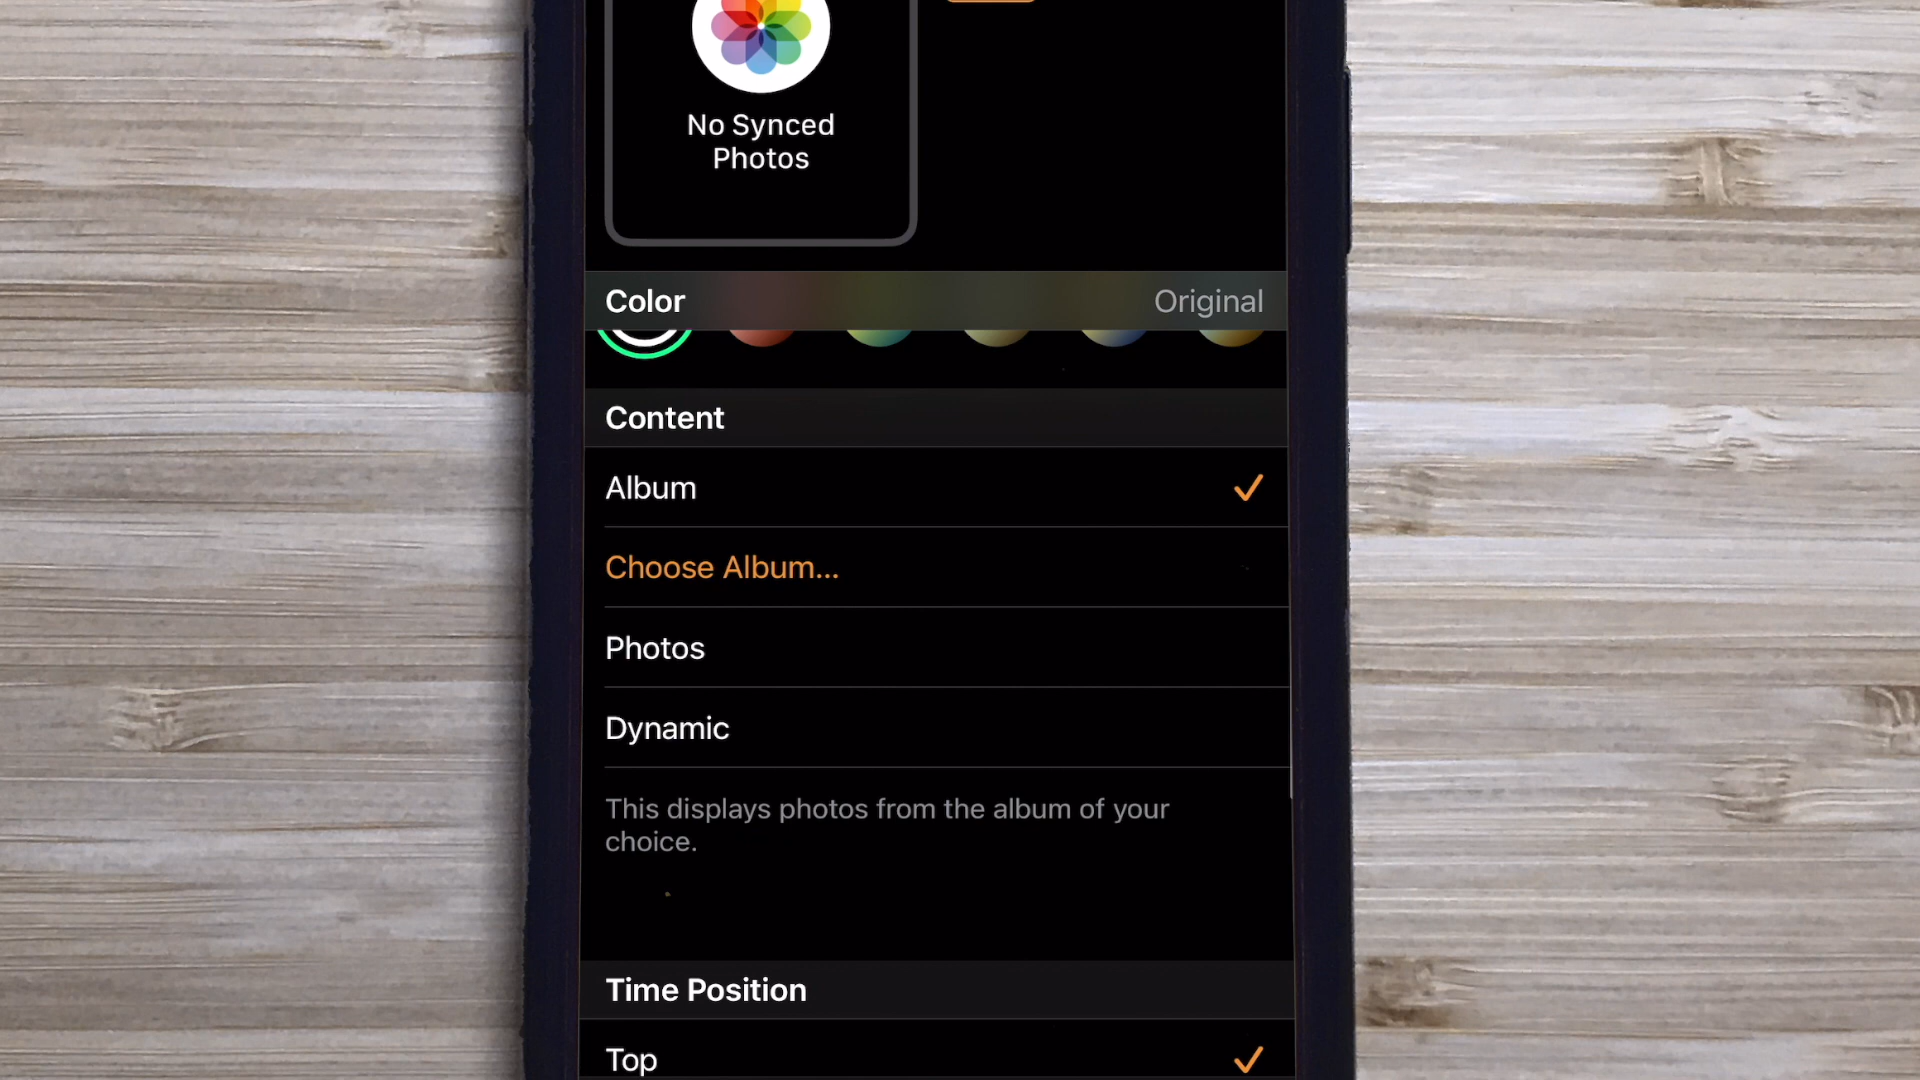 No Synced
Photos
Color
Original
Content
Album
Choose Album...
Photos
Dynamic
This displays photos from the album of your
choice.
Time Position
Top